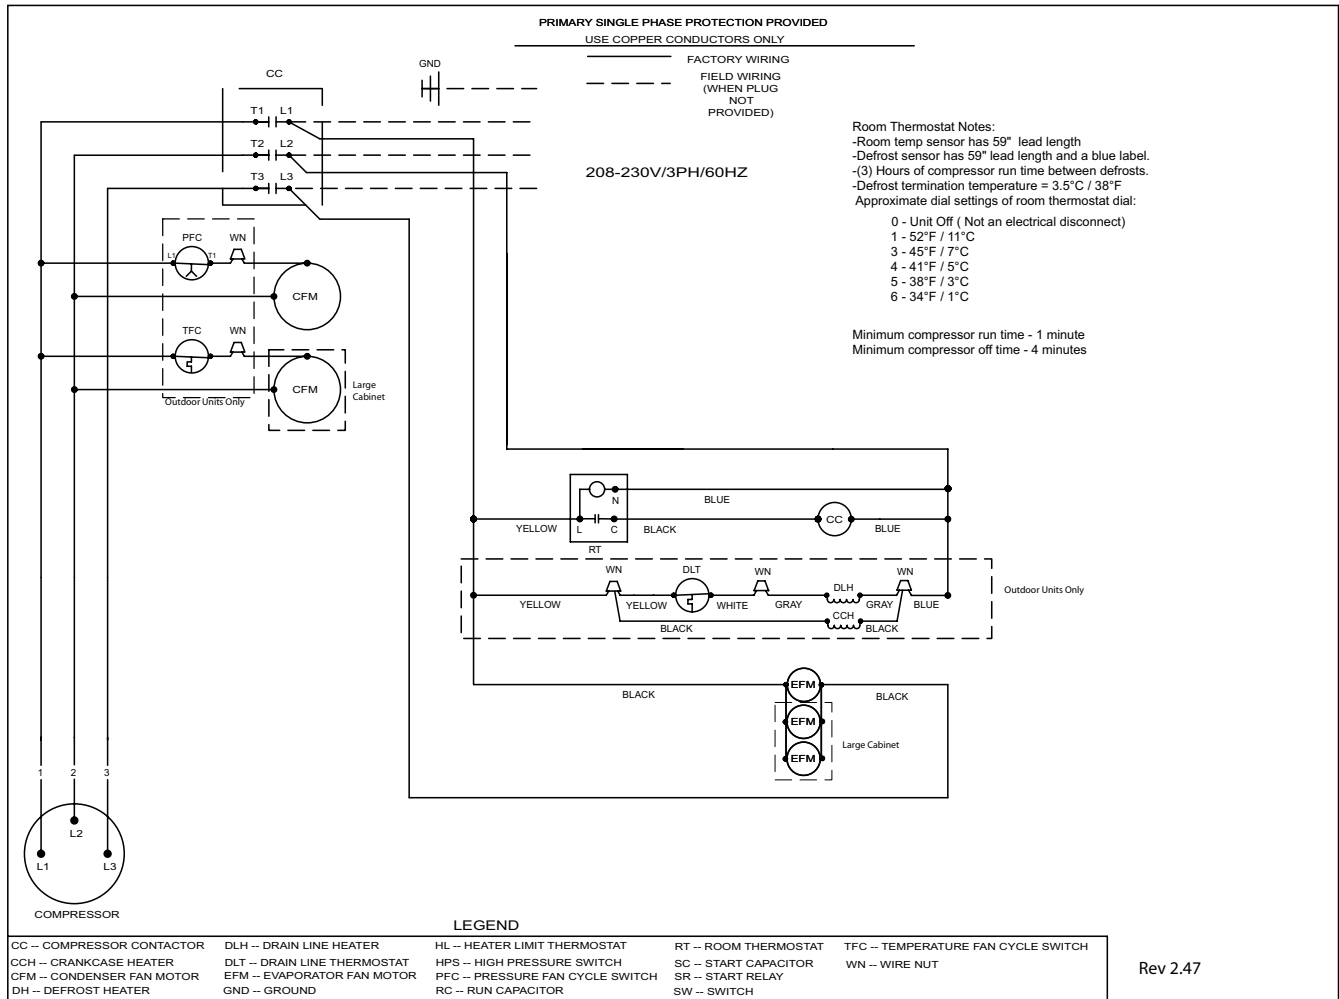 PRIMARY SINGLE PHASE PROTECTION PROVIDED
USE COPPER CONDUCTORS ONLY
FACTORY WIRING
FIELD WIRING
(WHEN PLUG
NOT
PROVIDED)
GND
CC
T1 L1
T2 L2
T3 L3
208-230V/3PH/60HZ
Room Thermostat Notes:
-Room temp sensor has 59" lead length
-Defrost sensor has 59" lead length and a blue label.
-(3) Hours of compressor run time between defrosts.
-Defrost termination temperature = 3.5°C / 38°F
Approximate dial settings of room thermostat dial:
0 - Unit Off ( Not an electrical disconnect)
1 - 52°F / 11°C
3 - 45°F / 7°C
4 - 41°F / 5°C
5 - 38°F / 3°C
6 - 34°F / 1°C
Minimum compressor run time - 1 minute
Minimum compressor off time - 4 minutes
PFC WN
L1 T1
CFM
TFC WN
CFM
Large
Cabinet
Outdoor Units Only
N
BLUE
YELLOW L C BLACK CC BLUE
RT
WN DLT WN DLH WN
Outdoor Units Only
YELLOW YELLOW WHITE GRAY GRAY BLUE
CCH
BLACK BLACK
EFM
BLACK BLACK
EFM
Large Cabinet
EFM
1 2 3
L2
L1 L3
COMPRESSOR
LEGEND
CC -- COMPRESSOR CONTACTOR DLH -- DRAIN LINE HEATER HL -- HEATER LIMIT THERMOSTAT RT -- ROOM THERMOSTAT TFC -- TEMPERATURE FAN CYCLE SWITCH
CCH -- CRANKCASE HEATER DLT -- DRAIN LINE THERMOSTAT HPS -- HIGH PRESSURE SWITCH SC -- START CAPACITOR WN -- WIRE NUT
CFM -- CONDENSER FAN MOTOR EFM -- EVAPORATOR FAN MOTOR PFC -- PRESSURE FAN CYCLE SWITCH SR -- START RELAY
DH -- DEFROST HEATER GND -- GROUND RC -- RUN CAPACITOR SW -- SWITCH
Rev 2.47